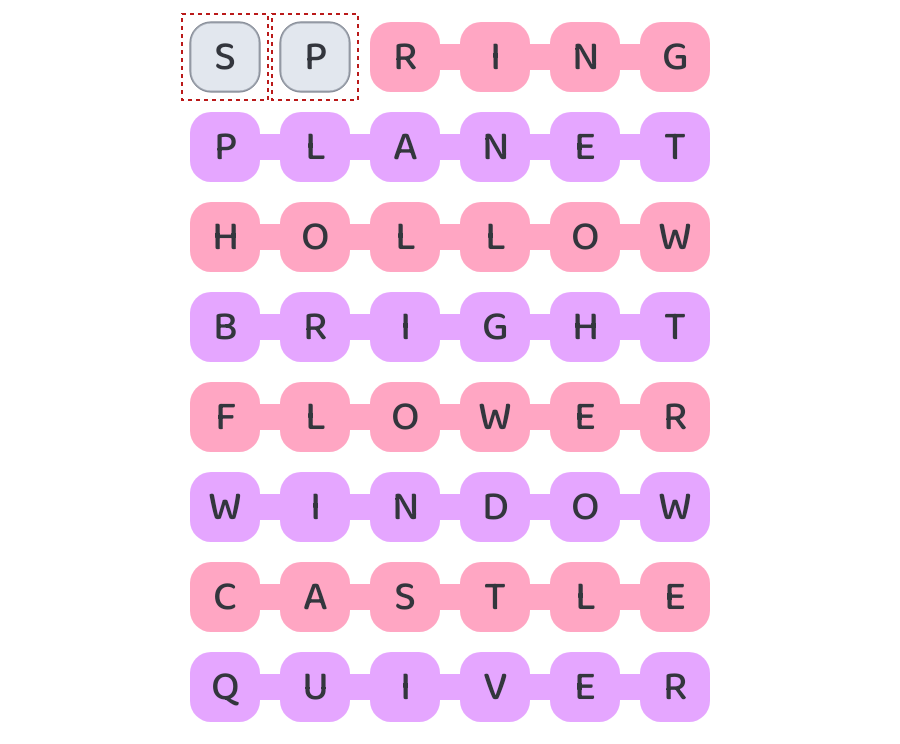 SPRING
PLANET
HOLLOW
BRIGHT
FLOWER
WINDOW
CASTLE
QUIVER